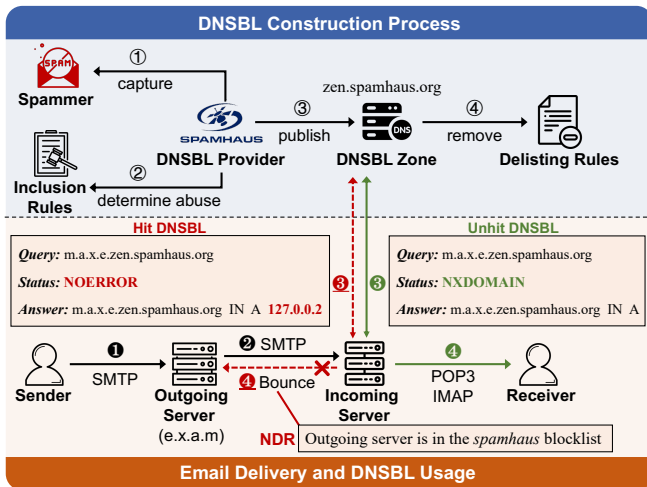 DNSBL Construction Process
SPAM
Spammer
①
capture
zen.spamhaus.org
SPAMHAUS
DNSBL Provider
③
publish
DNS
DNSBL Zone
④
remove
Delisting Rules
Inclusion
Rules
②
determine abuse
Hit DNSBL
Query: m.a.x.e.zen.spamhaus.org
Status: NOERROR
Answer: m.a.x.e.zen.spamhaus.org IN A 127.0.0.2
❸
❸
Unhit DNSBL
Query: m.a.x.e.zen.spamhaus.org
Status: NXDOMAIN
Answer: m.a.x.e.zen.spamhaus.org IN A
Sender
❶
SMTP
Outgoing
Server
(e.x.a.m)
❷ SMTP
❹ Bounce
Incoming
Server
❹
POP3
IMAP
Receiver
NDR
Outgoing server is in the spamhaus blocklist
Email Delivery and DNSBL Usage